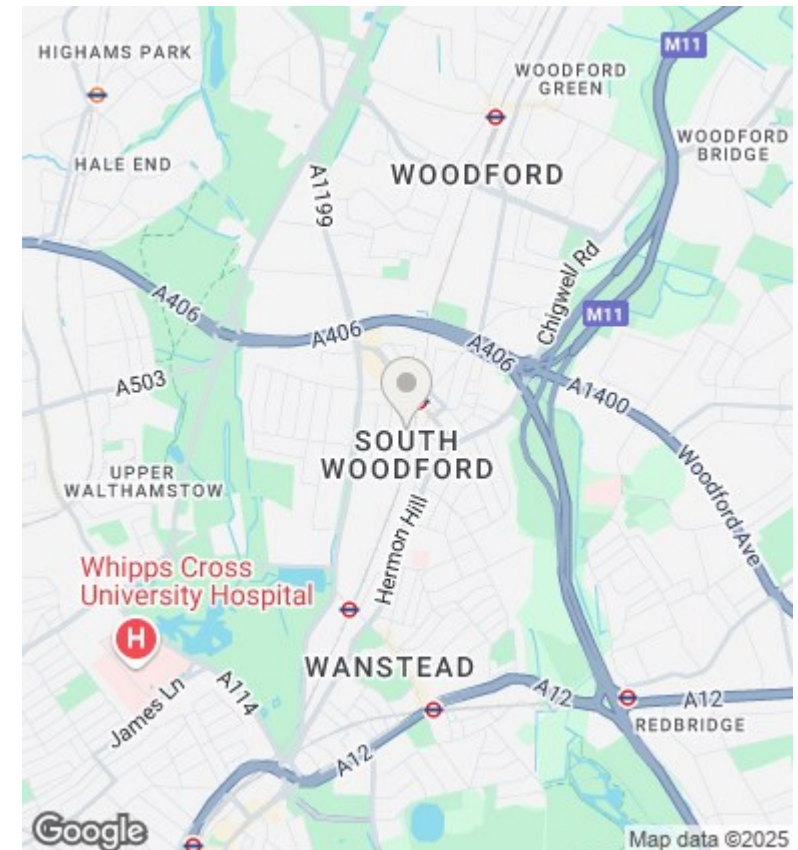 M11
HIGHAMS PARK
WOODFORD
GREEN
WOODFORD
BRIDGE
HALE END
WOODFORD
A1199
Chigwell Rd
A406
M11
A406
A406
A503
A1400
SOUTH
WOODFORD
UPPER
WALTHAMSTOW
Woodford Ave
Hermon Hill
Whipps Cross
University Hospital
H
WANSTEAD
A114
A12
A12
James Ln
REDBRIDGE
A12
Google
Map data ©2025